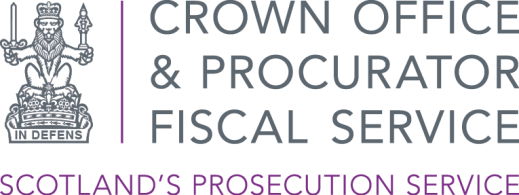 CROWN OFFICE
& PROCURATOR
FISCAL SERVICE
IN DEFENS
SCOTLAND'S PROSECUTION SERVICE